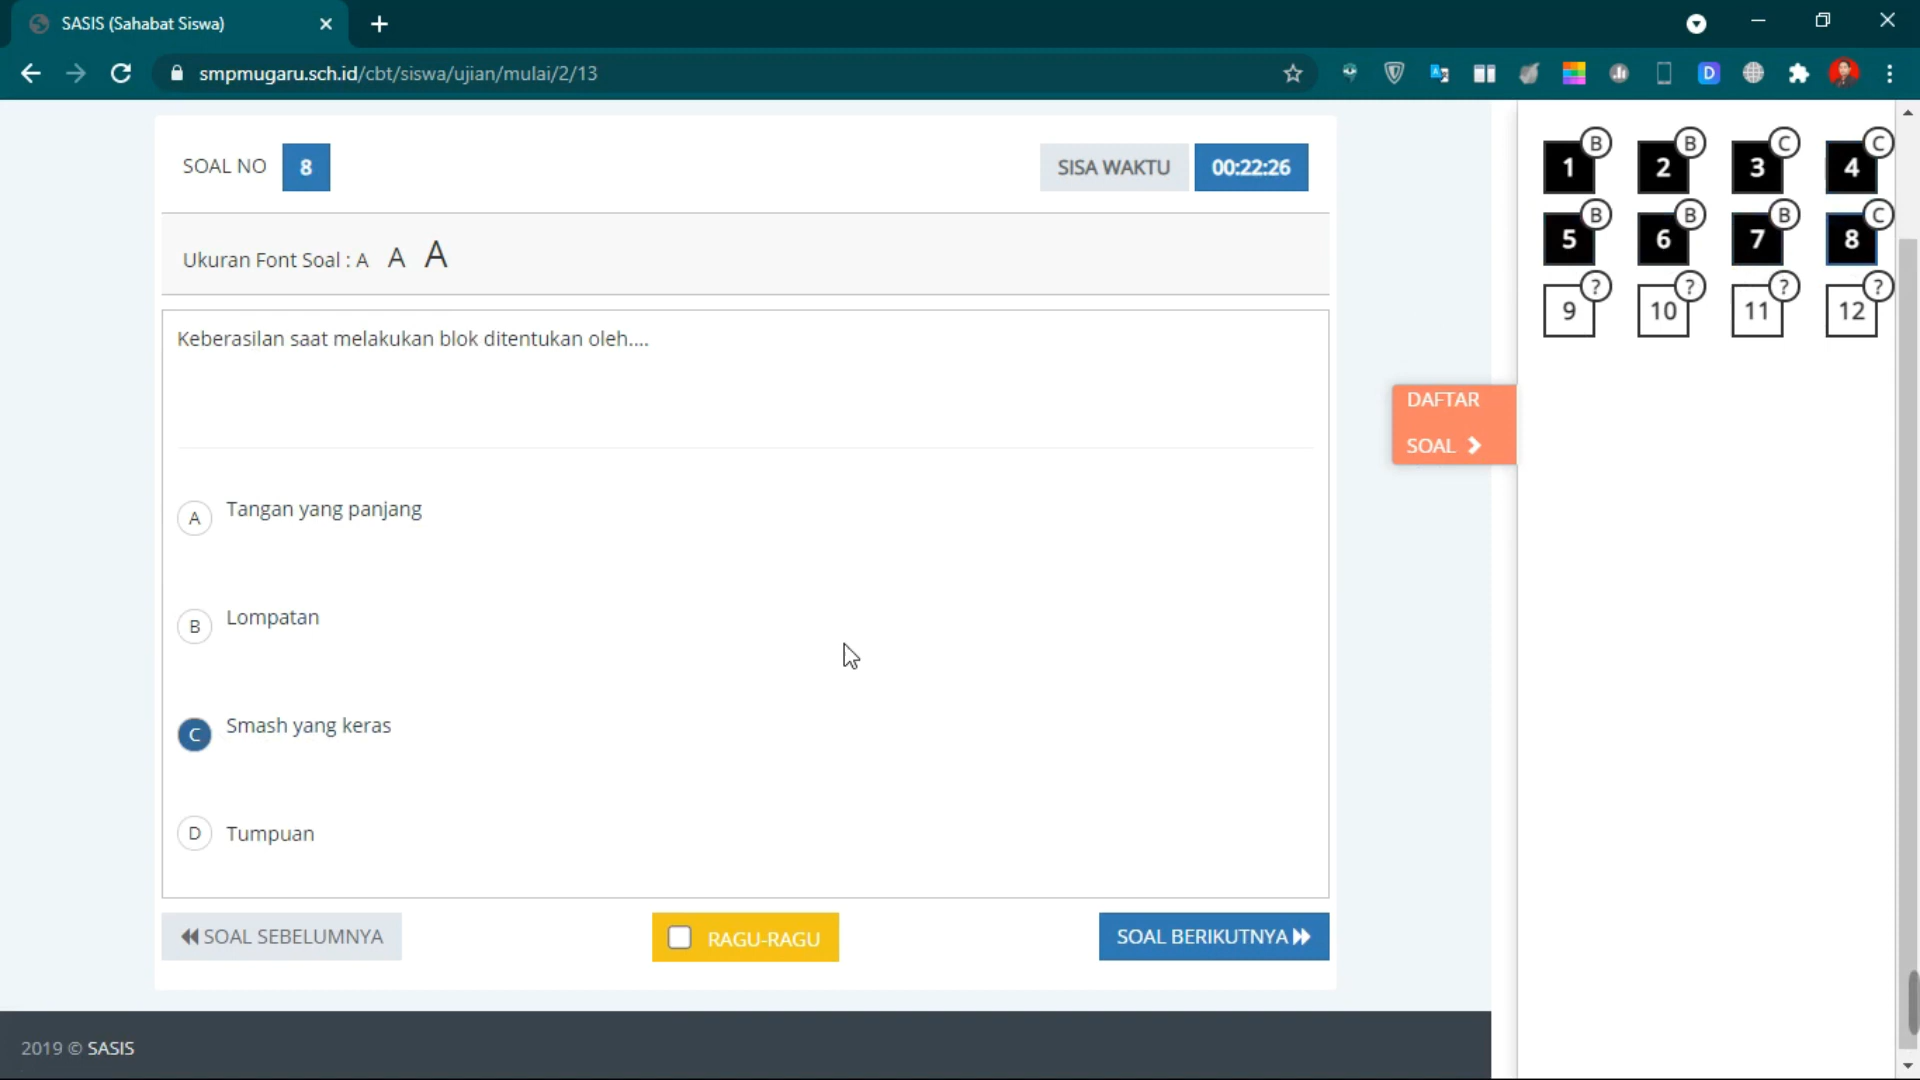 SASIS (Sahabat Siswa)
smpmugaru.sch.id/cbt/siswa/ujian/mulai/2/13
SOAL NO 8
SISA WAKTU 00:22:26
Ukuran Font Soal : A A A
Keberasilan saat melakukan blok ditentukan oleh....
A Tangan yang panjang
B Lompatan
C Smash yang keras
D Tumpuan
SOAL SEBELUMNYA
RAGU-RAGU
SOAL BERIKUTNYA
2019 © SASIS
DAFTAR
SOAL
B B C C
1 2 3 4
B B B C
5 6 7 8
? ? ? ?
9 10 11 12